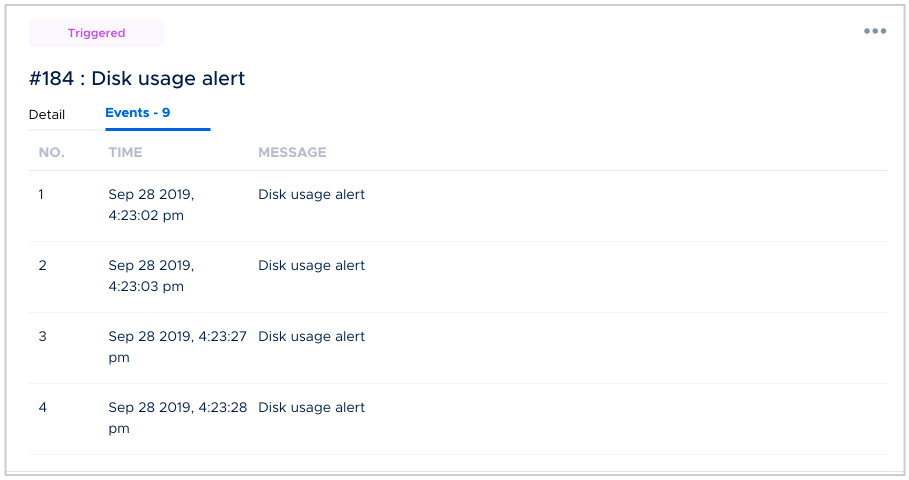 Triggered
#184 : Disk usage alert
Detail Events - 9
NO. TIME MESSAGE
1 Sep 28 2019, Disk usage alert
4:23:02 pm
2 Sep 28 2019, Disk usage alert
4:23:03 pm
3 Sep 28 2019, 4:23:27 Disk usage alert
pm
4 Sep 28 2019, 4:23:28 Disk usage alert
pm